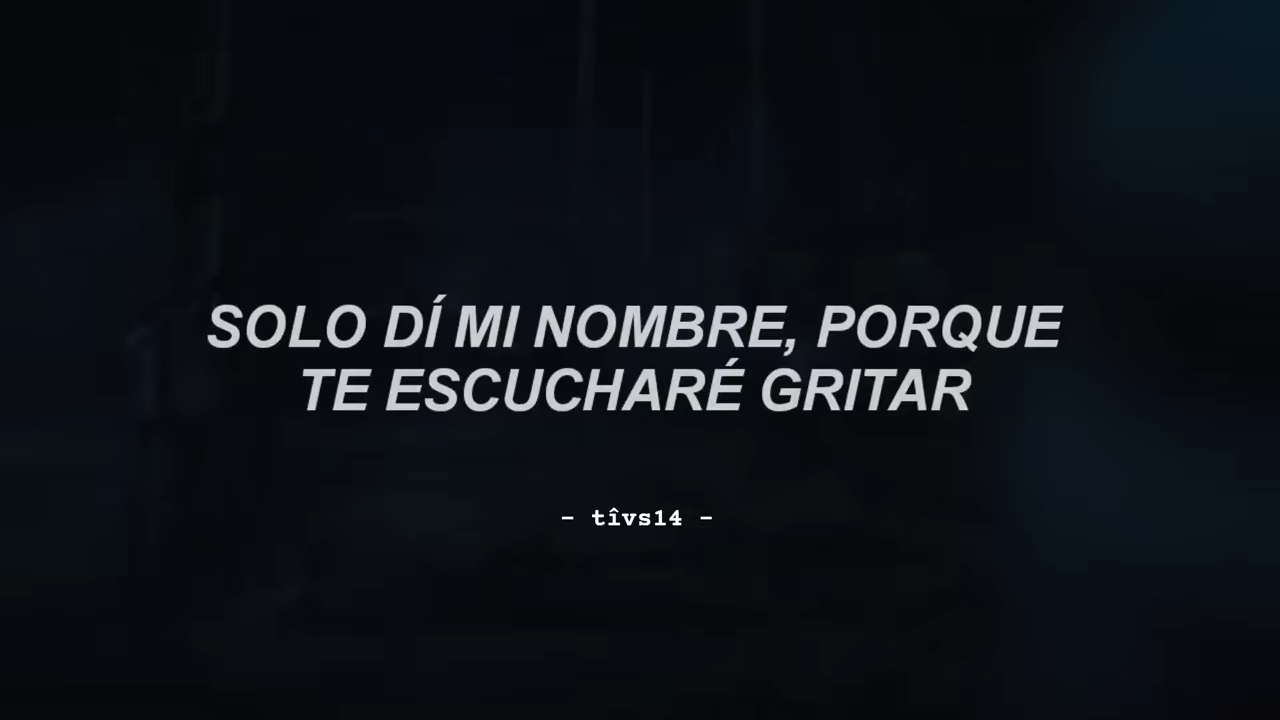 SOLO DÍ MI NOMBRE, PORQUE
TE ESCUCHARÉ GRITAR
- tîvs14 -